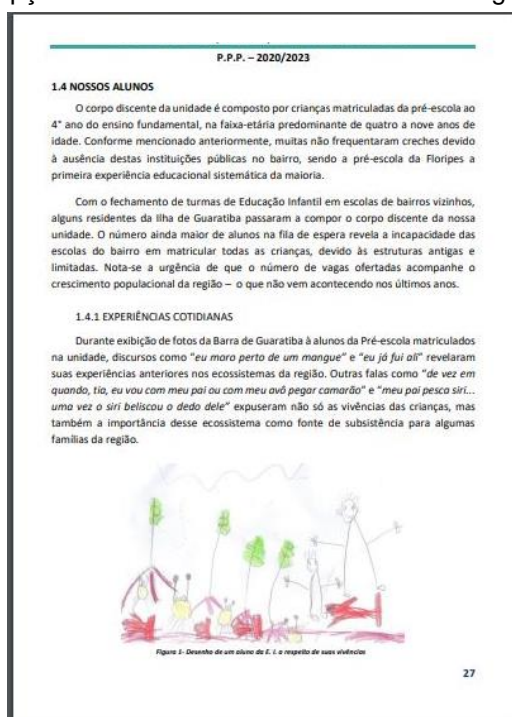 P.P.P. – 2020/2023
1.4 NOSSOS ALUNOS
O corpo discente da unidade é composto por crianças matriculadas da pré-escola ao
4° ano do ensino fundamental, na faixa-etária predominante de quatro a nove anos de
idade. Conforme mencionado anteriormente, muitas não frequentaram creches devido
à ausência destas instituições públicas no bairro, sendo a pré-escola da Floripes a
primeira experiência educacional sistemática da maioria.
Com o fechamento de turmas de Educação Infantil em escolas de bairros vizinhos,
alguns residentes da Ilha de Guaratiba passaram a compor o corpo discente da nossa
unidade. O número ainda maior de alunos na fila de espera revela a incapacidade das
escolas do bairro em matricular todas as crianças, devido às estruturas antigas e
limitadas. Nota-se a urgência de que o número de vagas ofertadas acompanhe o
crescimento populacional da região – o que não vem acontecendo nos últimos anos.
1.4.1 EXPERIÊNCIAS COTIDIANAS
Durante exibição de fotos da Barra de Guaratiba à alunos da Pré-escola matriculados
na unidade, discursos como "eu moro perto de um mangue" e "eu já fui ali" revelaram
suas experiências anteriores nos ecossistemas da região. Outras falas como "de vez em
quando, tia, eu vou com meu pai ou com meu avô pegar camarão" e "meu pai pesca siri...
uma vez o siri beliscou o dedo dele" expuseram não só as vivências das crianças, mas
também a importância desse ecossistema como fonte de subsistência para algumas
famílias da região.
Figura 1- Desenho de um aluno da E. I. a respeito de suas vivências
27